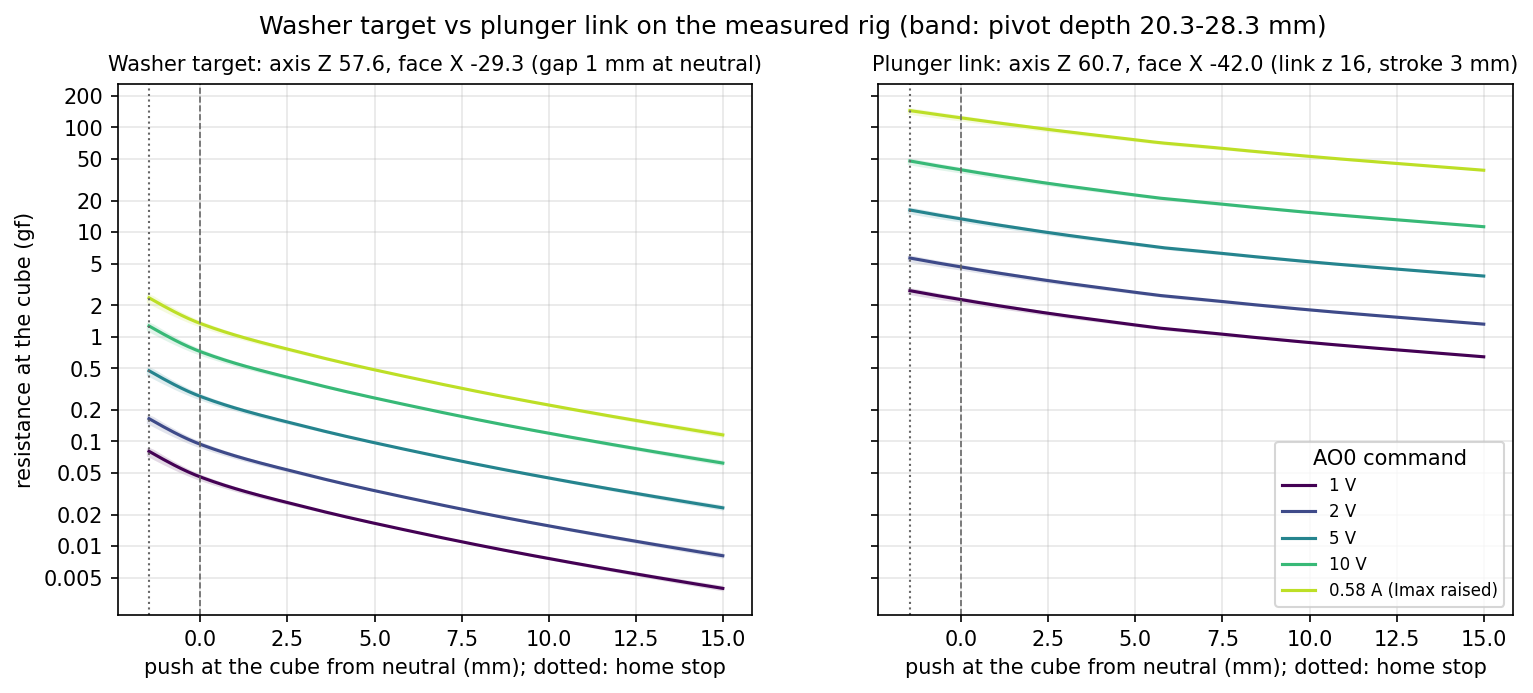 Washer target vs plunger link on the measured rig (band: pivot depth 20.3-28.3 mm)
Washer target: axis Z 57.6, face X -29.3 (gap 1 mm at neutral)
Plunger link: axis Z 60.7, face X -42.0 (link z 16, stroke 3 mm)
resistance at the cube (gf)
200
100
50
20
10
5
2
1
0.5
0.2
0.1
0.05
0.02
0.01
0.005
0.0 2.5 5.0 7.5 10.0 12.5 15.0
push at the cube from neutral (mm); dotted: home stop
AO0 command
1 V
2 V
5 V
10 V
0.58 A (Imax raised)
0.0 2.5 5.0 7.5 10.0 12.5 15.0
push at the cube from neutral (mm); dotted: home stop